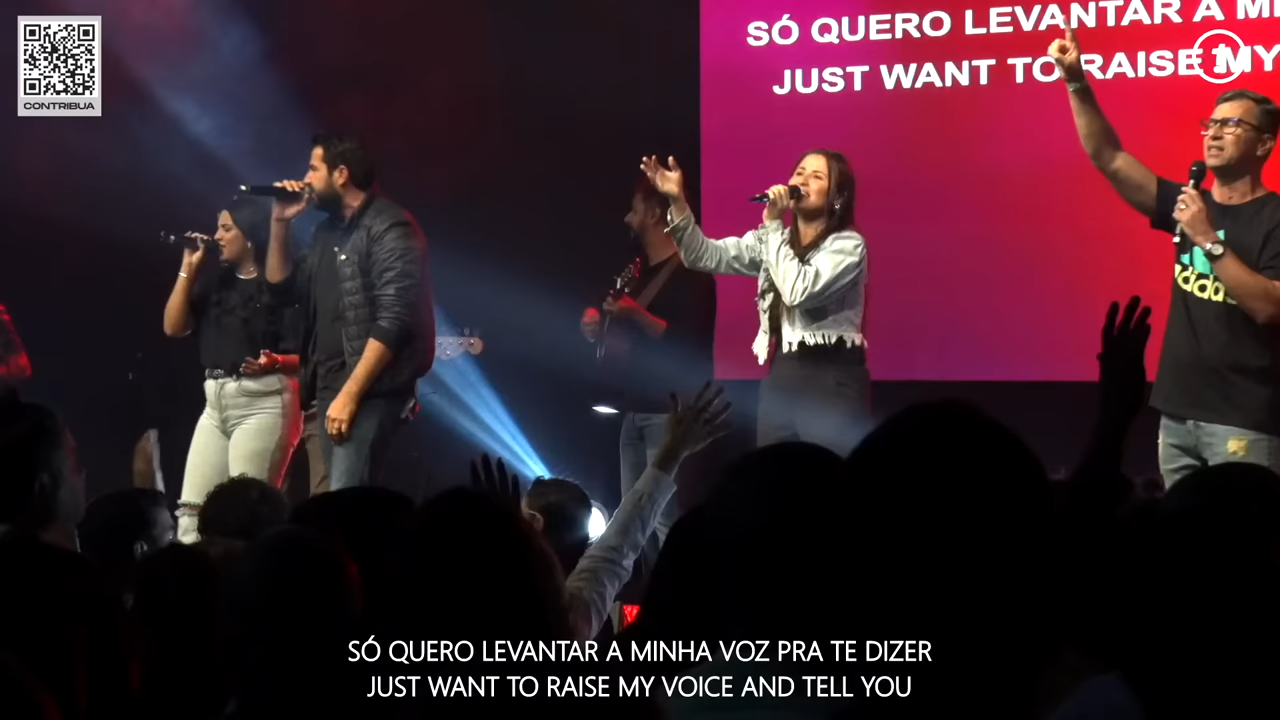 CONTRIBUA
SÓ QUERO LEVANTAR A MI
JUST WANT TO RAISE MY
adidas
SÓ QUERO LEVANTAR A MINHA VOZ PRA TE DIZER
JUST WANT TO RAISE MY VOICE AND TELL YOU